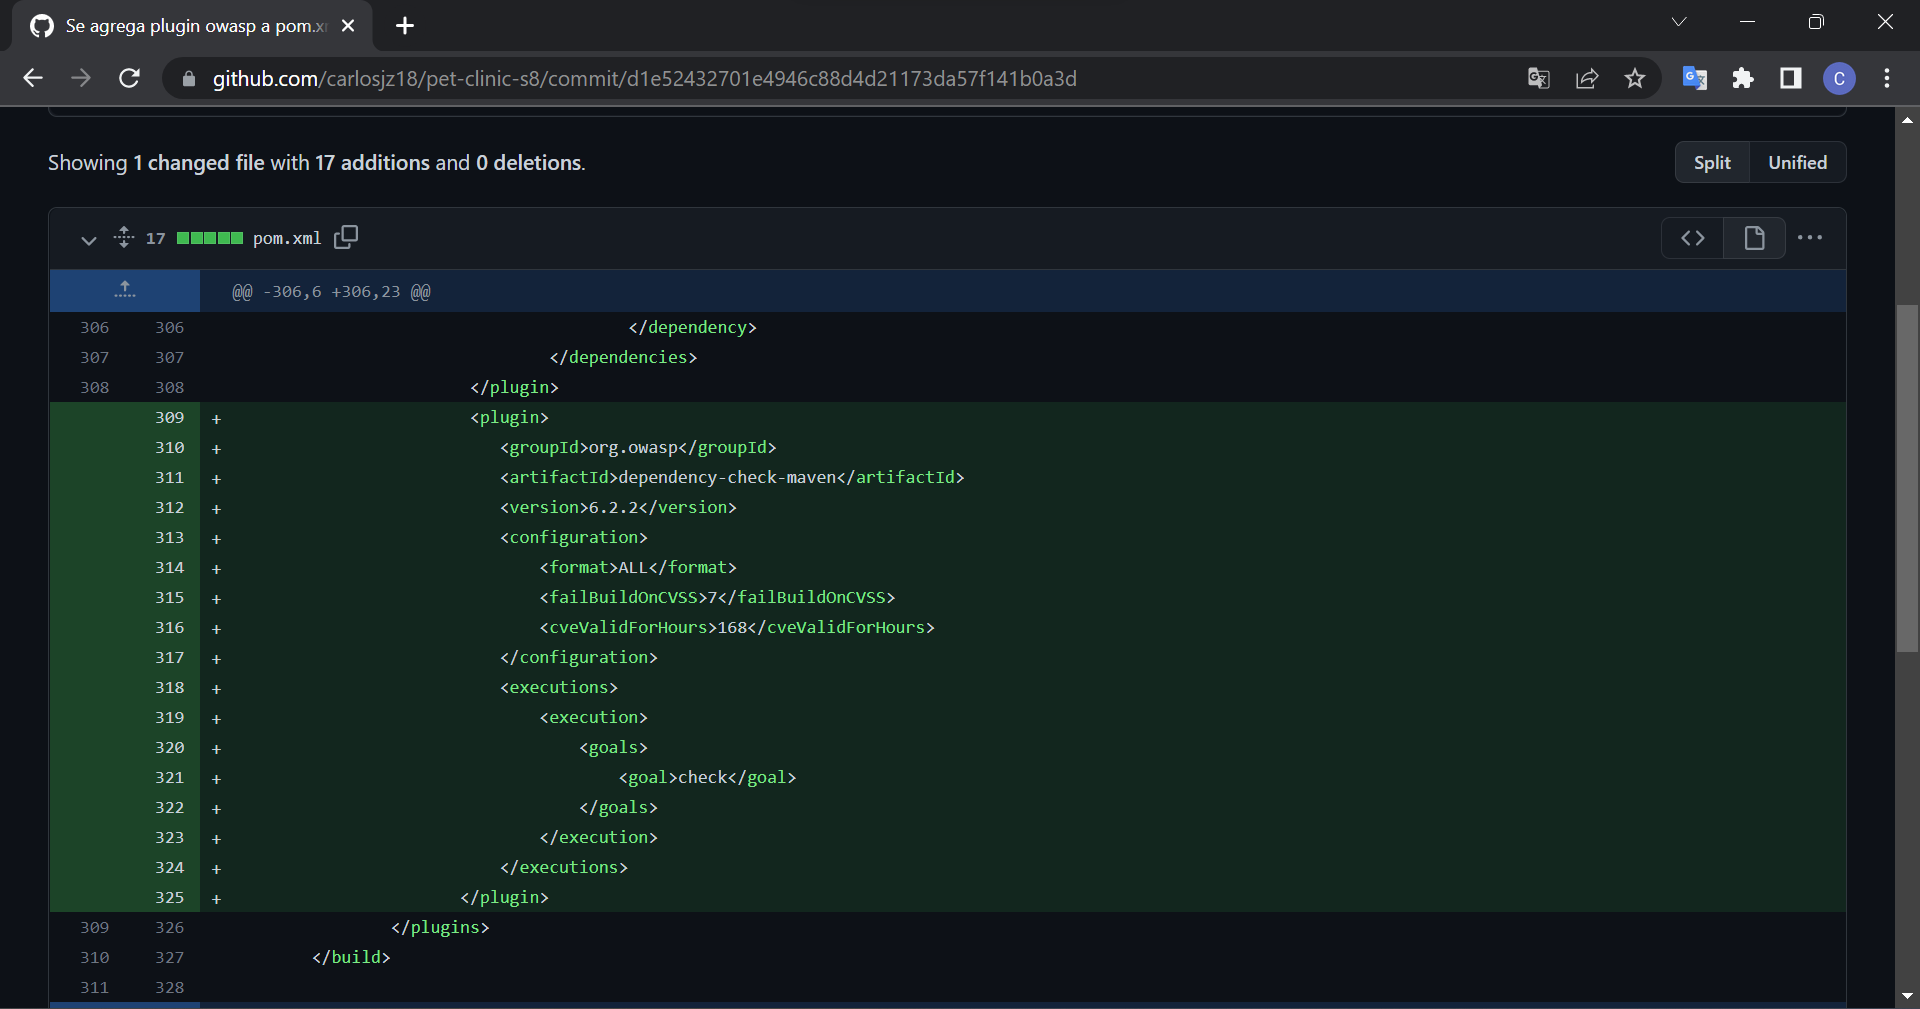 Se agrega plugin owasp a pom.x
github.com/carlosjz18/pet-clinic-s8/commit/d1e52432701e4946c88d4d21173da57f141b0a3d
C
Showing 1 changed file with 17 additions and 0 deletions.
Split Unified
17 pom.xml
@@ -306,6 +306,23 @@
306 306 </dependency>
307 307 </dependencies>
308 308 </plugin>
309 + <plugin>
310 + <groupId>org.owasp</groupId>
311 + <artifactId>dependency-check-maven</artifactId>
312 + <version>6.2.2</version>
313 + <configuration>
314 + <format>ALL</format>
315 + <failBuildOnCVSS>7</failBuildOnCVSS>
316 + <cveValidForHours>168</cveValidForHours>
317 + </configuration>
318 + <executions>
319 + <execution>
320 + <goals>
321 + <goal>check</goal>
322 + </goals>
323 + </execution>
324 + </executions>
325 + </plugin>
309 326 </plugins>
310 327 </build>
311 328